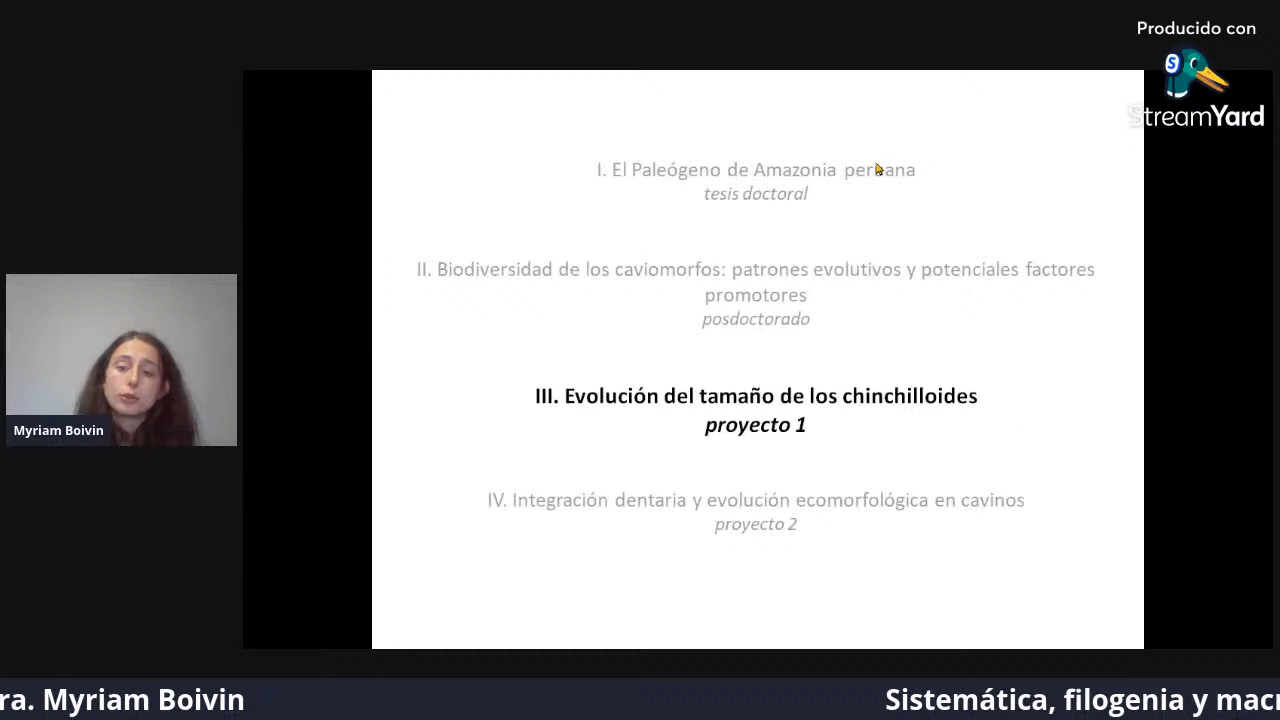 Producido con
StreamYard
I. El Paleógeno de Amazonia peruana
tesis doctoral
II. Biodiversidad de los caviomorfos: patrones evolutivos y potenciales factores
promotores
posdoctorado
III. Evolución del tamaño de los chinchilloides
proyecto 1
IV. Integración dentaria y evolución ecomorfológica en cavinos
proyecto 2
Myriam Boivin
ra. Myriam Boivin
Sistemática, filogenia y macr